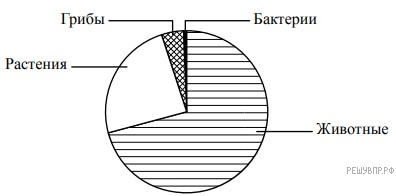 Грибы
Бактерии
Растения
Животные
РЕШУВПР.РФ